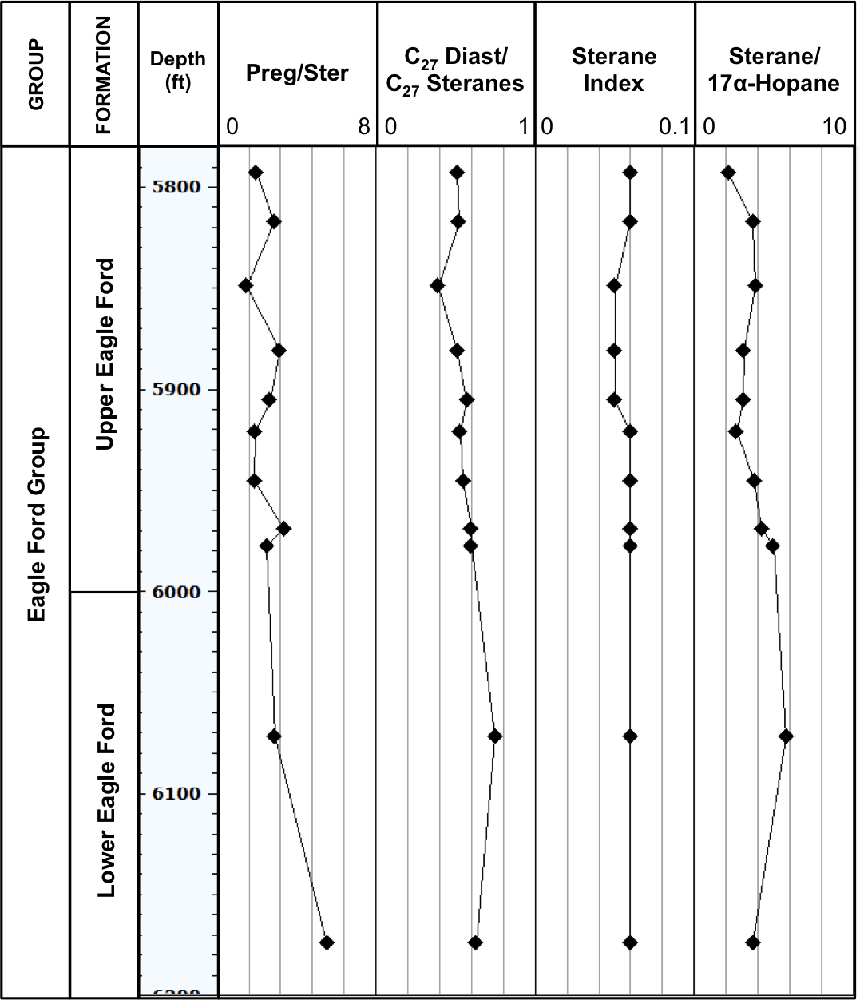 GROUP
FORMATION
Depth
(ft)
Preg/Ster
0 8
C27 Diast/
C27 Steranes
0 1
Sterane
Index
0 0.1
Sterane/
17α-Hopane
0 10
Eagle Ford Group
Upper Eagle Ford
Lower Eagle Ford
5800
5900
6000
6100